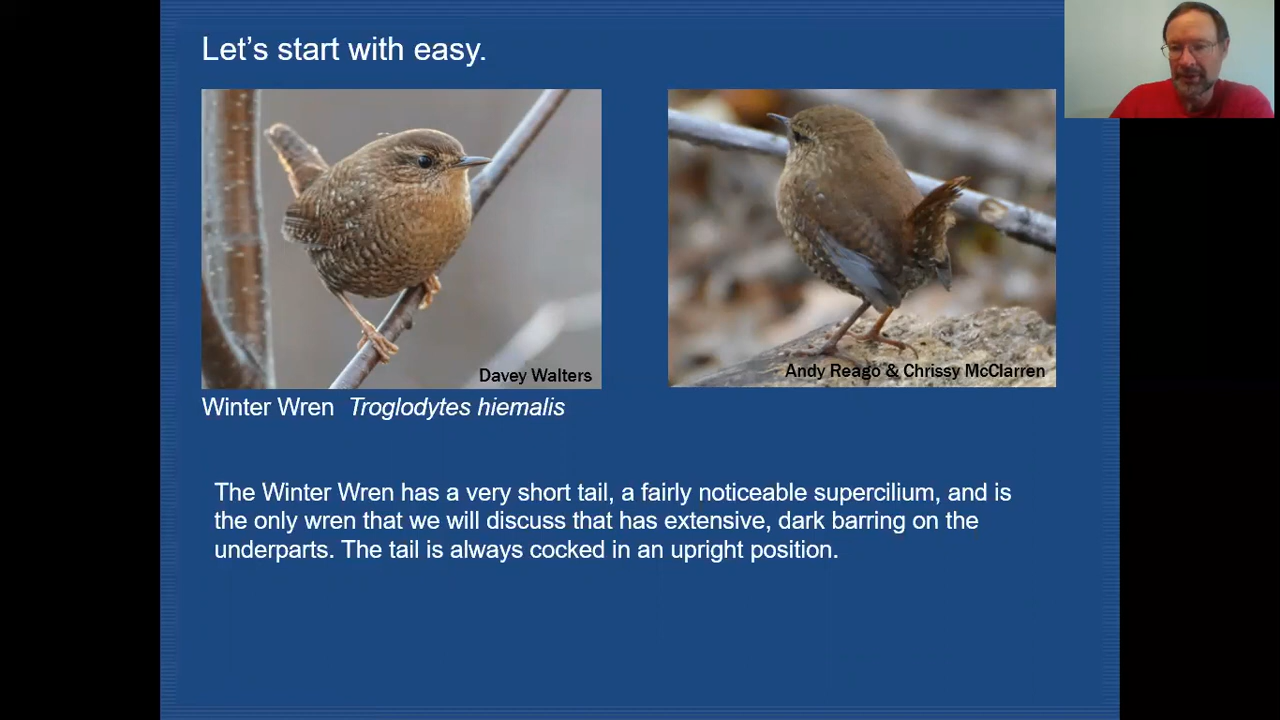 Let's start with easy.
Davey Walters
Andy Reago & Chrissy McClarren
Winter Wren Troglodytes hiemalis
The Winter Wren has a very short tail, a fairly noticeable supercilium, and is
the only wren that we will discuss that has extensive, dark barring on the
underparts. The tail is always cocked in an upright position.